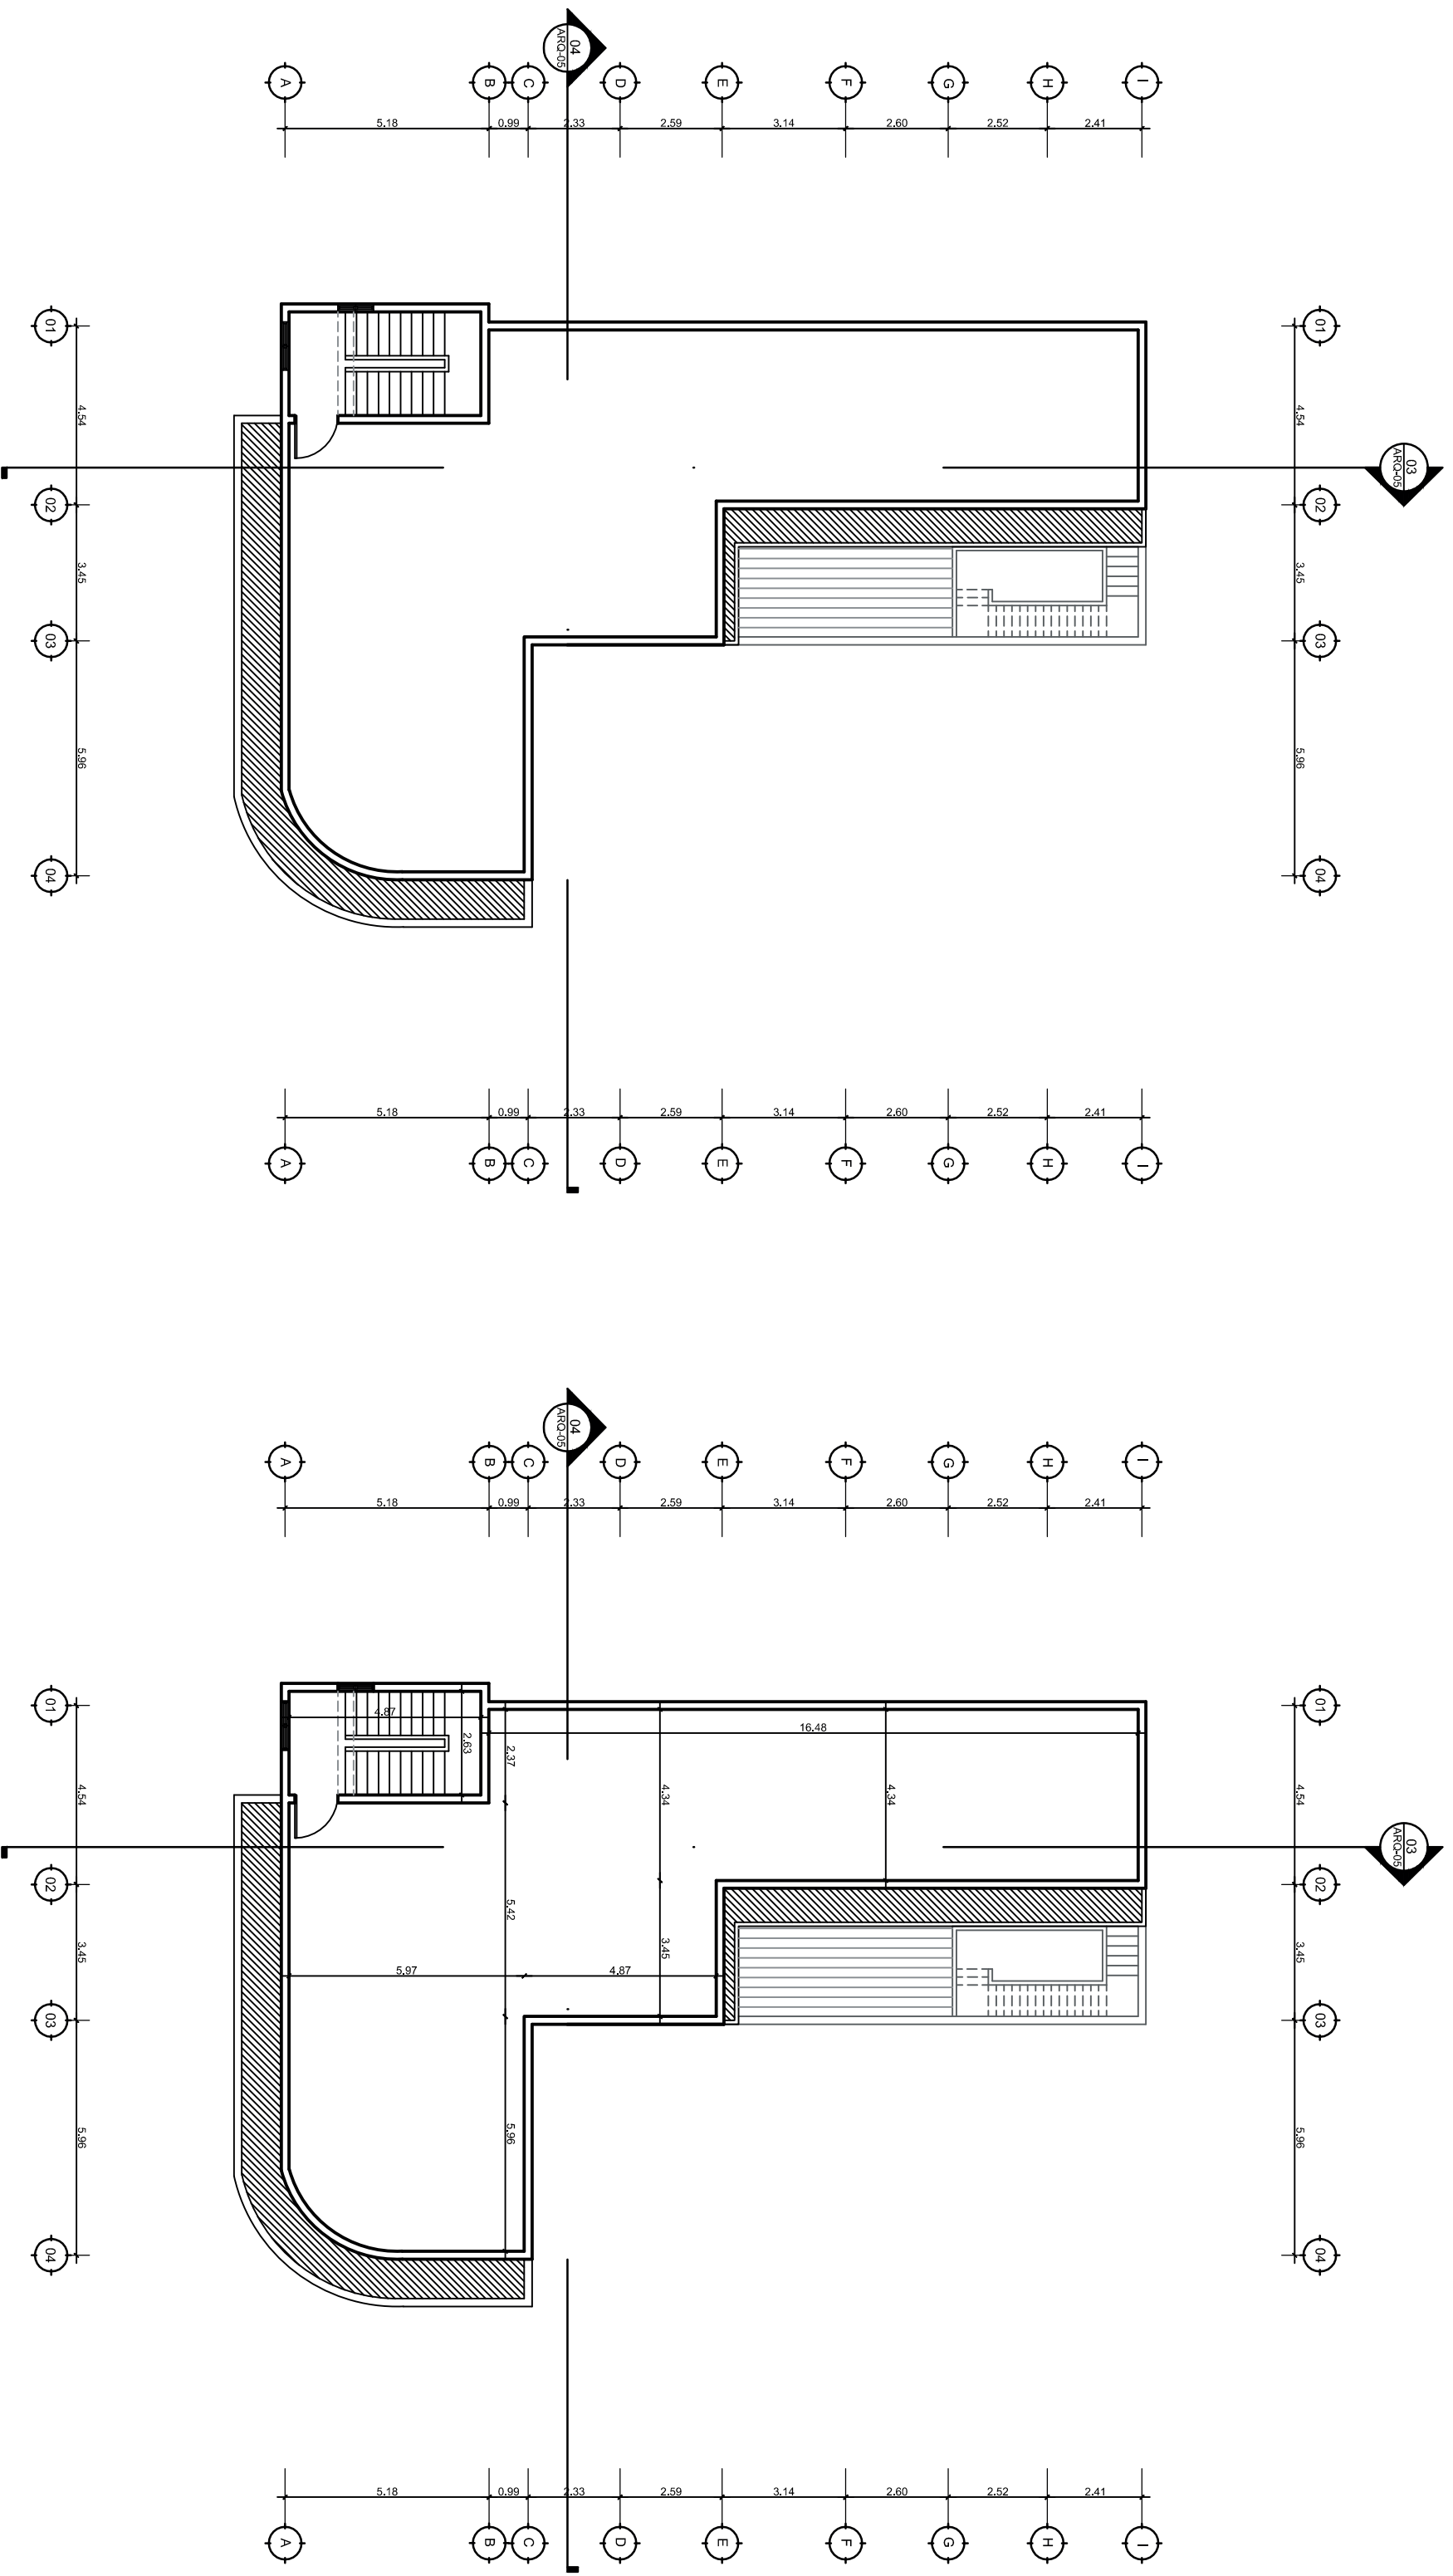 04
ARQ-05
A
B
C
D
E
F
G
H
I
5.18
0.99
2.33
2.59
3.14
2.60
2.52
2.41
01
01
4.54
4.54
03
ARQ-05
02
02
3.45
3.45
03
03
5.96
5.96
04
04
5.18
0.99
2.33
2.59
3.14
2.60
2.52
2.41
A
B
C
D
E
F
G
H
I
04
ARQ-05
A
B
C
D
E
F
G
H
I
5.18
0.99
2.33
2.59
3.14
2.60
2.52
2.41
01
01
4.87
2.63
2.37
16.48
4.54
4.34
4.34
4.54
03
ARQ-05
02
02
5.42
3.45
3.45
3.45
5.97
4.87
03
03
5.96
5.96
5.96
04
04
5.18
0.99
2.33
2.59
3.14
2.60
2.52
2.41
A
B
C
D
E
F
G
H
I